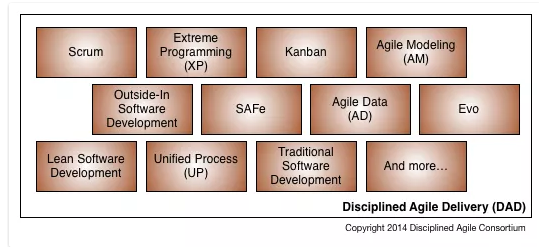 Scrum
Extreme
Programming
(XP)
Kanban
Agile Modeling
(AM)
Outside-In
Software
Development
SAFe
Agile Data
(AD)
Evo
Lean Software
Development
Unified Process
(UP)
Traditional
Software
Development
And more…
Disciplined Agile Delivery (DAD)
Copyright 2014 Disciplined Agile Consortium